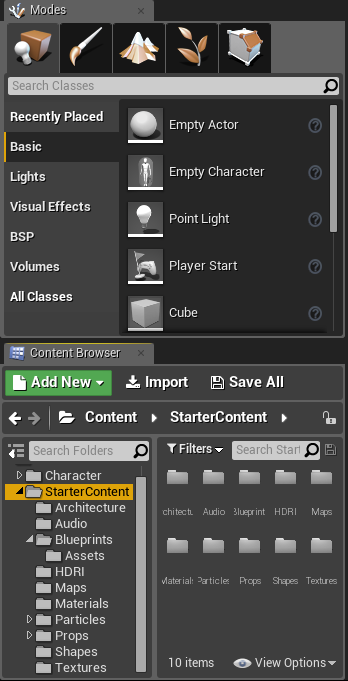 Modes
Search Classes
Recently Placed
Basic
Lights
Visual Effects
BSP
Volumes
All Classes
Empty Actor
Empty Character
Point Light
Player Start
Cube
Content Browser
Add New Import Save All
Content StarterContent
Search Folders
Character
StarterContent
Architecture
Audio
Blueprints
Assets
HDRI
Maps
Materials
Particles
Props
Shapes
Textures
Filters Search Start
Architectu Audio Blueprint HDRI Maps
Materials Particles Props Shapes Textures
10 items View Options